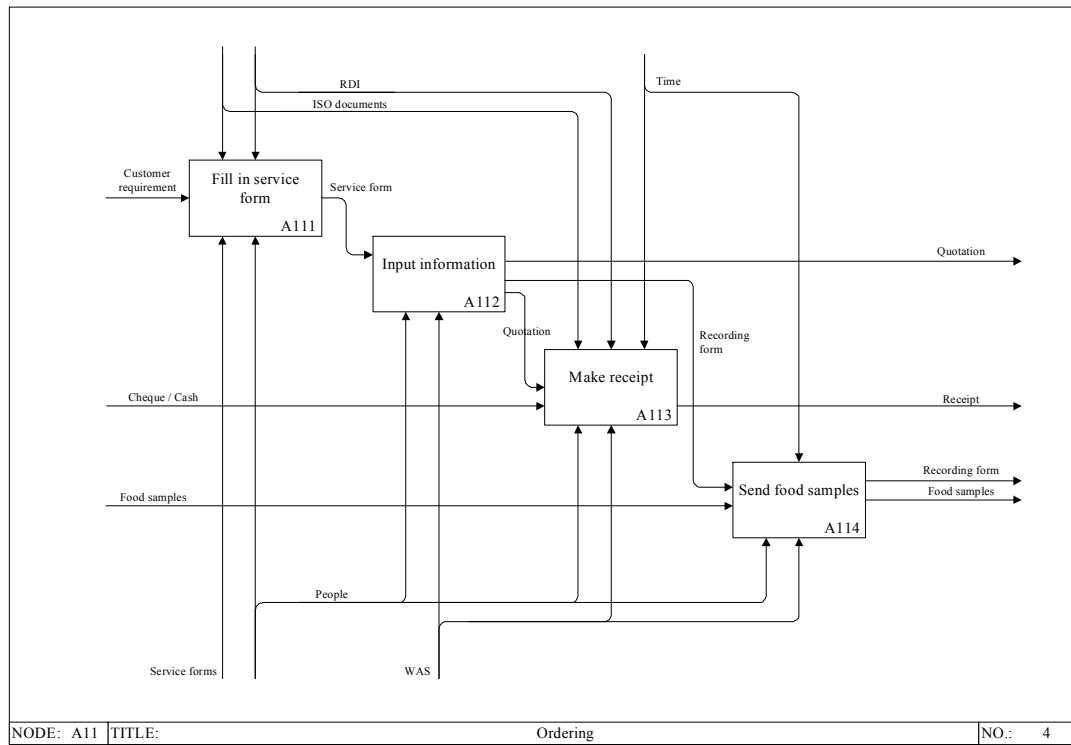 RDI
Time
ISO documents
Customer
requirement
Fill in service
form
A111
Service form
Input information
A112
Quotation
Quotation
Recording
form
Make receipt
A113
Cheque / Cash
Receipt
Send food samples
A114
Recording form
Food samples
Food samples
People
Service forms
WAS
NODE: A11 TITLE: Ordering NO.: 4